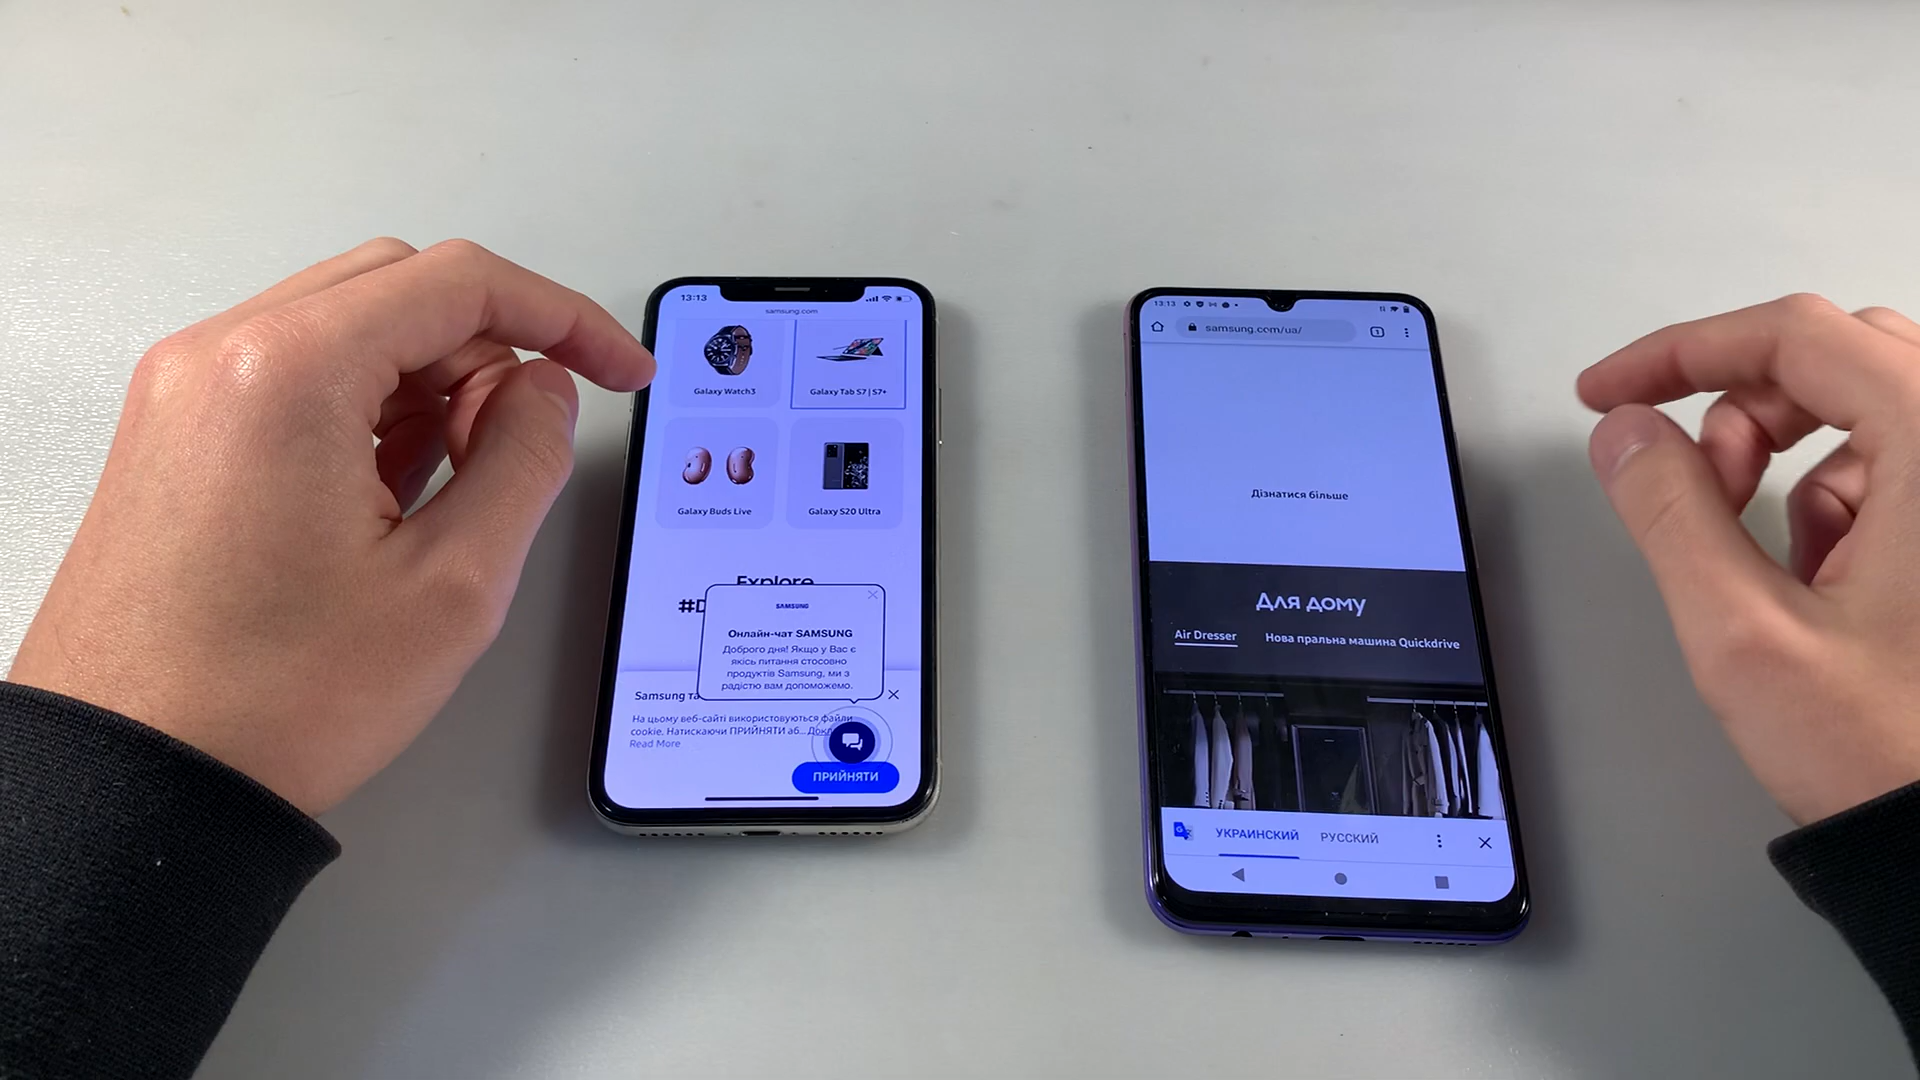 13:13
samsung.com
Galaxy Watch3
Galaxy Tab S7 | S7+
Galaxy Buds Live
Galaxy S20 Ultra
Explore
#D
SAMSUNG
Онлайн-чат SAMSUNG
Доброго дня! Якщо у Вас є
якісь питання стосовно
продуктів Samsung, ми з
радістю вам допоможемо.
Samsung та
На цьому веб-сайті використовуються файли
cookie. Натискаючи ПРИЙНЯТИ аб...Докл
Read More
ПРИЙНЯТИ
13:13
samsung.com/ua/
1
Дізнатися більше
Для дому
Air Dresser
Нова пральна машина Quickdrive
УКРАИНСКИЙ
РУССКИЙ